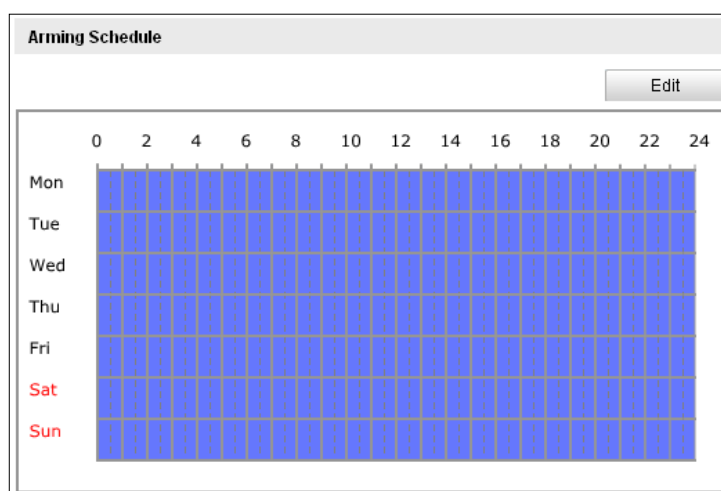 Arming Schedule
Edit
0 2 4 6 8 10 12 14 16 18 20 22 24
Mon
Tue
Wed
Thu
Fri
Sat
Sun